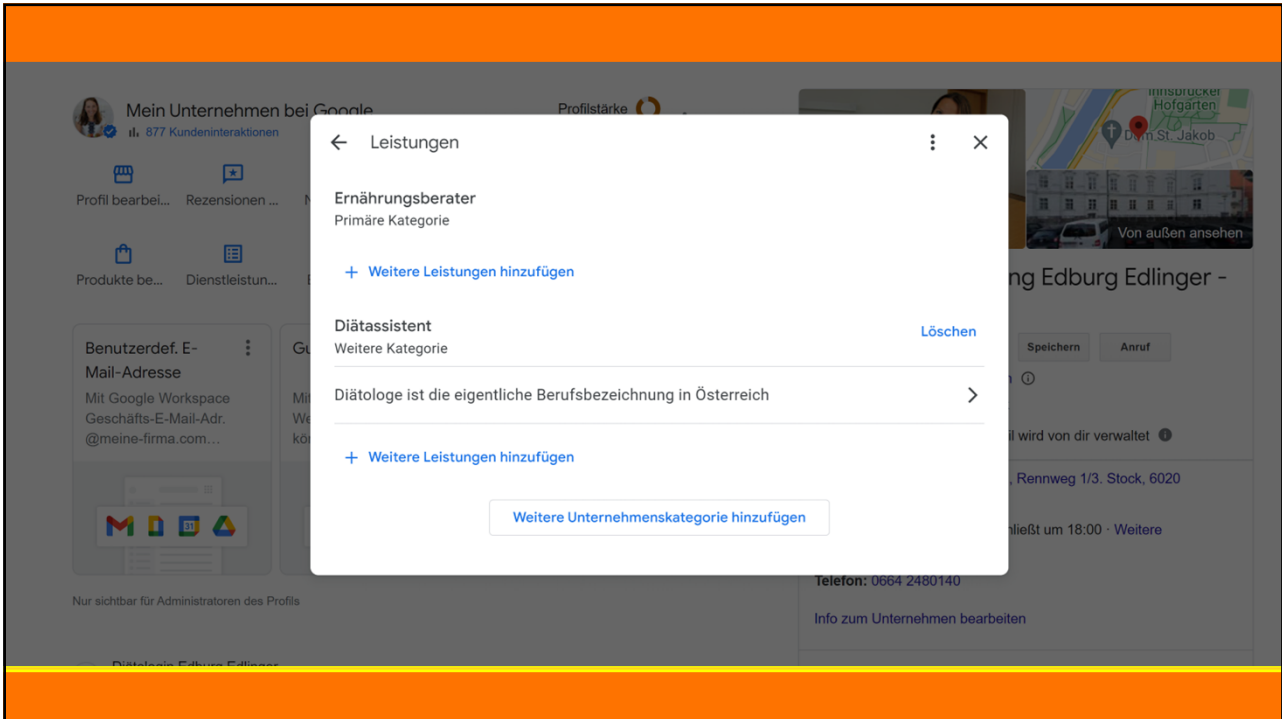 Mein Unternehmen bei Google
877 Kundeninteraktionen
Profilstärke
Profil bearbei...
Rezensionen ...
Produkte be...
Dienstleistun...
Benutzerdef. E-
Mail-Adresse
Mit Google Workspace
Geschäfts-E-Mail-Adr.
@meine-firma.com...
Nur sichtbar für Administratoren des Profils
Diätologin Edburg Edlinger
Leistungen
Ernährungsberater
Primäre Kategorie
+ Weitere Leistungen hinzufügen
Diätassistent
Löschen
Weitere Kategorie
Diätologe ist die eigentliche Berufsbezeichnung in Österreich
+ Weitere Leistungen hinzufügen
Weitere Unternehmenskategorie hinzufügen
Innsbrucker
Hofgarten
Dom St. Jakob
Von außen ansehen
ng Edburg Edlinger -
Speichern
Anruf
il wird von dir verwaltet
, Rennweg 1/3. Stock, 6020
hließt um 18:00 · Weitere
Telefon: 0664 2480140
Info zum Unternehmen bearbeiten